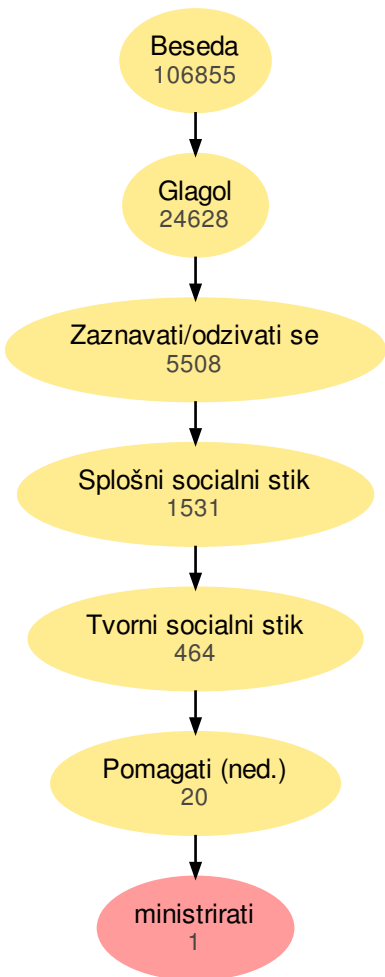 Beseda
106855
Glagol
24628
Zaznavati/odzivati se
5508
Splošni socialni stik
1531
Tvorni socialni stik
464
Pomagati (ned.)
20
ministrirati
1